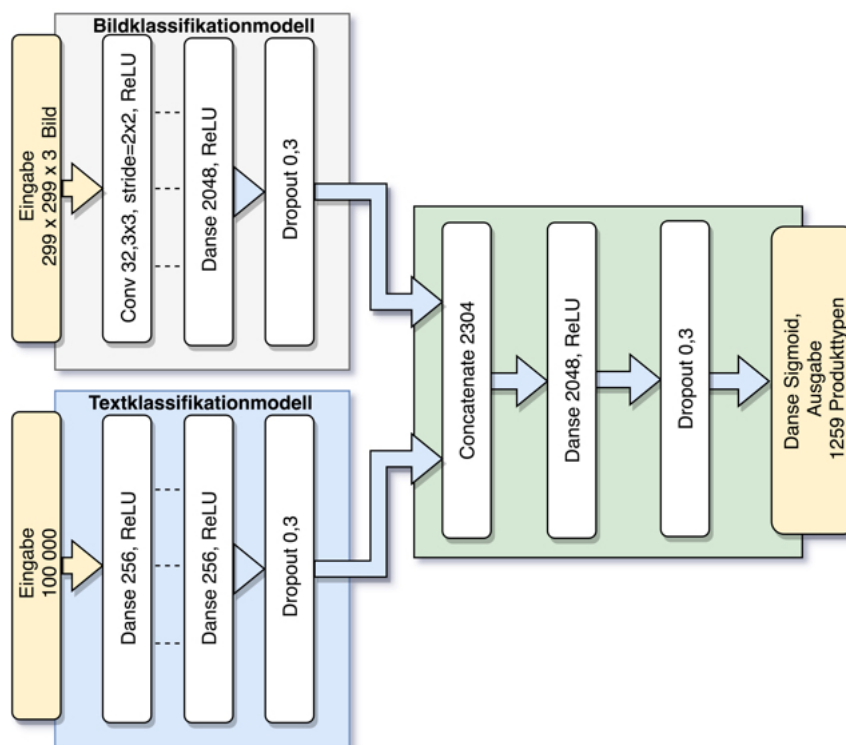 Bildklassifikationmodell
Eingabe
299 x 299 x 3 Bild
Conv 32,3x3, stride=2x2, ReLU
Danse 2048, ReLU
Dropout 0,3
Textklassifikationmodell
Eingabe
100 000
Danse 256, ReLU
Danse 256, ReLU
Dropout 0,3
Concatenate 2304
Danse 2048, ReLU
Dropout 0,3
Danse Sigmoid,
Ausgabe
1259 Produkttypen